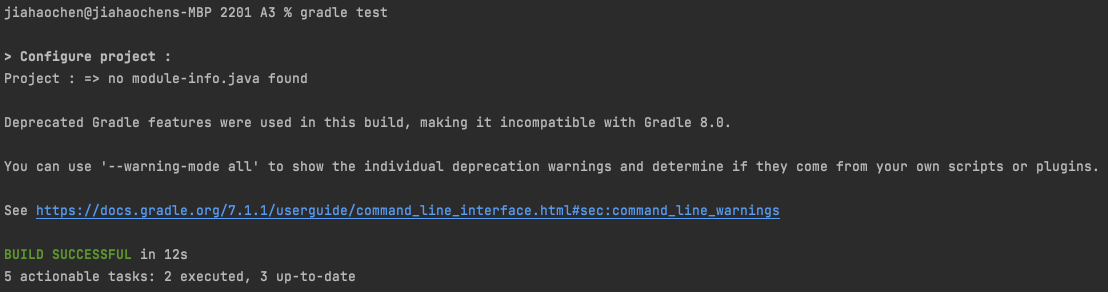 jiahaochen@jiahaochens-MBP 2201 A3 % gradle test
> Configure project :
Project : => no module-info.java found
Deprecated Gradle features were used in this build, making it incompatible with Gradle 8.0.
You can use '--warning-mode all' to show the individual deprecation warnings and determine if they come from your own scripts or plugins.
See https://docs.gradle.org/7.1.1/userguide/command_line_interface.html#sec:command_line_warnings
BUILD SUCCESSFUL in 12s
5 actionable tasks: 2 executed, 3 up-to-date